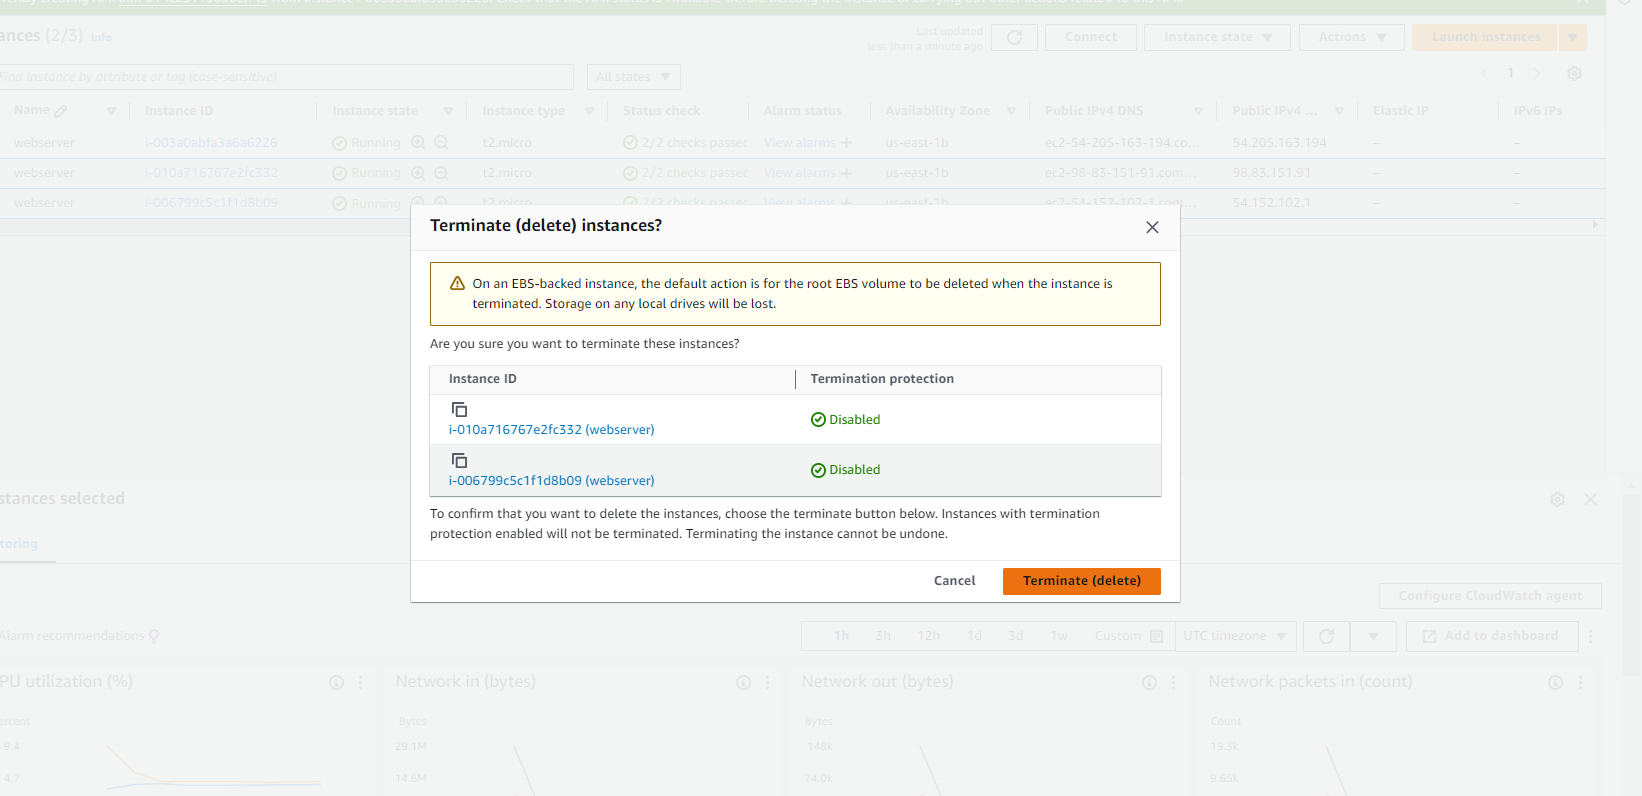 ances (2/3) Info
Last updated
less than a minute ago
Connect
Instance state
Actions
Launch instances
Find Instance by attribute or tag (case-sensitive)
All states
1
Name Instance ID Instance state Instance type Status check Alarm status Availability Zone Public IPv4 DNS Public IPv4 ... Elastic IP IPv6 IPs
webserver i-003a0abfa3a6a6226 Running t2.micro 2/2 checks passec View alarms + us-east-1b ec2-54-205-163-194.co... 54.205.163.194 – –
webserver i-010a716767e2fc332 Running t2.micro 2/2 checks passec View alarms + us-east-1b ec2-98-83-151-91.com... 98.83.151.91 – –
webserver i-006799c5c1f1d8b09 Running t2.micro 2/2 checks passec View alarms + us-east-1b ec2-54-152-102-1.com... 54.152.102.1 – –
Terminate (delete) instances?
On an EBS-backed instance, the default action is for the root EBS volume to be deleted when the instance is
terminated. Storage on any local drives will be lost.
Are you sure you want to terminate these instances?
Instance ID Termination protection
i-010a716767e2fc332 (webserver) Disabled
i-006799c5c1f1d8b09 (webserver) Disabled
To confirm that you want to delete the instances, choose the terminate button below. Instances with termination
protection enabled will not be terminated. Terminating the instance cannot be undone.
Cancel Terminate (delete)
stances selected
toring
Configure CloudWatch agent
Alarm recommendations
1h 3h 12h 1d 3d 1w Custom UTC timezone Add to dashboard
PU utilization (%) Network in (bytes) Network out (bytes) Network packets in (count)
ercent Bytes Bytes Count
9.4 29.1M 148k 19.3k
4.7 14.6M 74.0k 9.65k